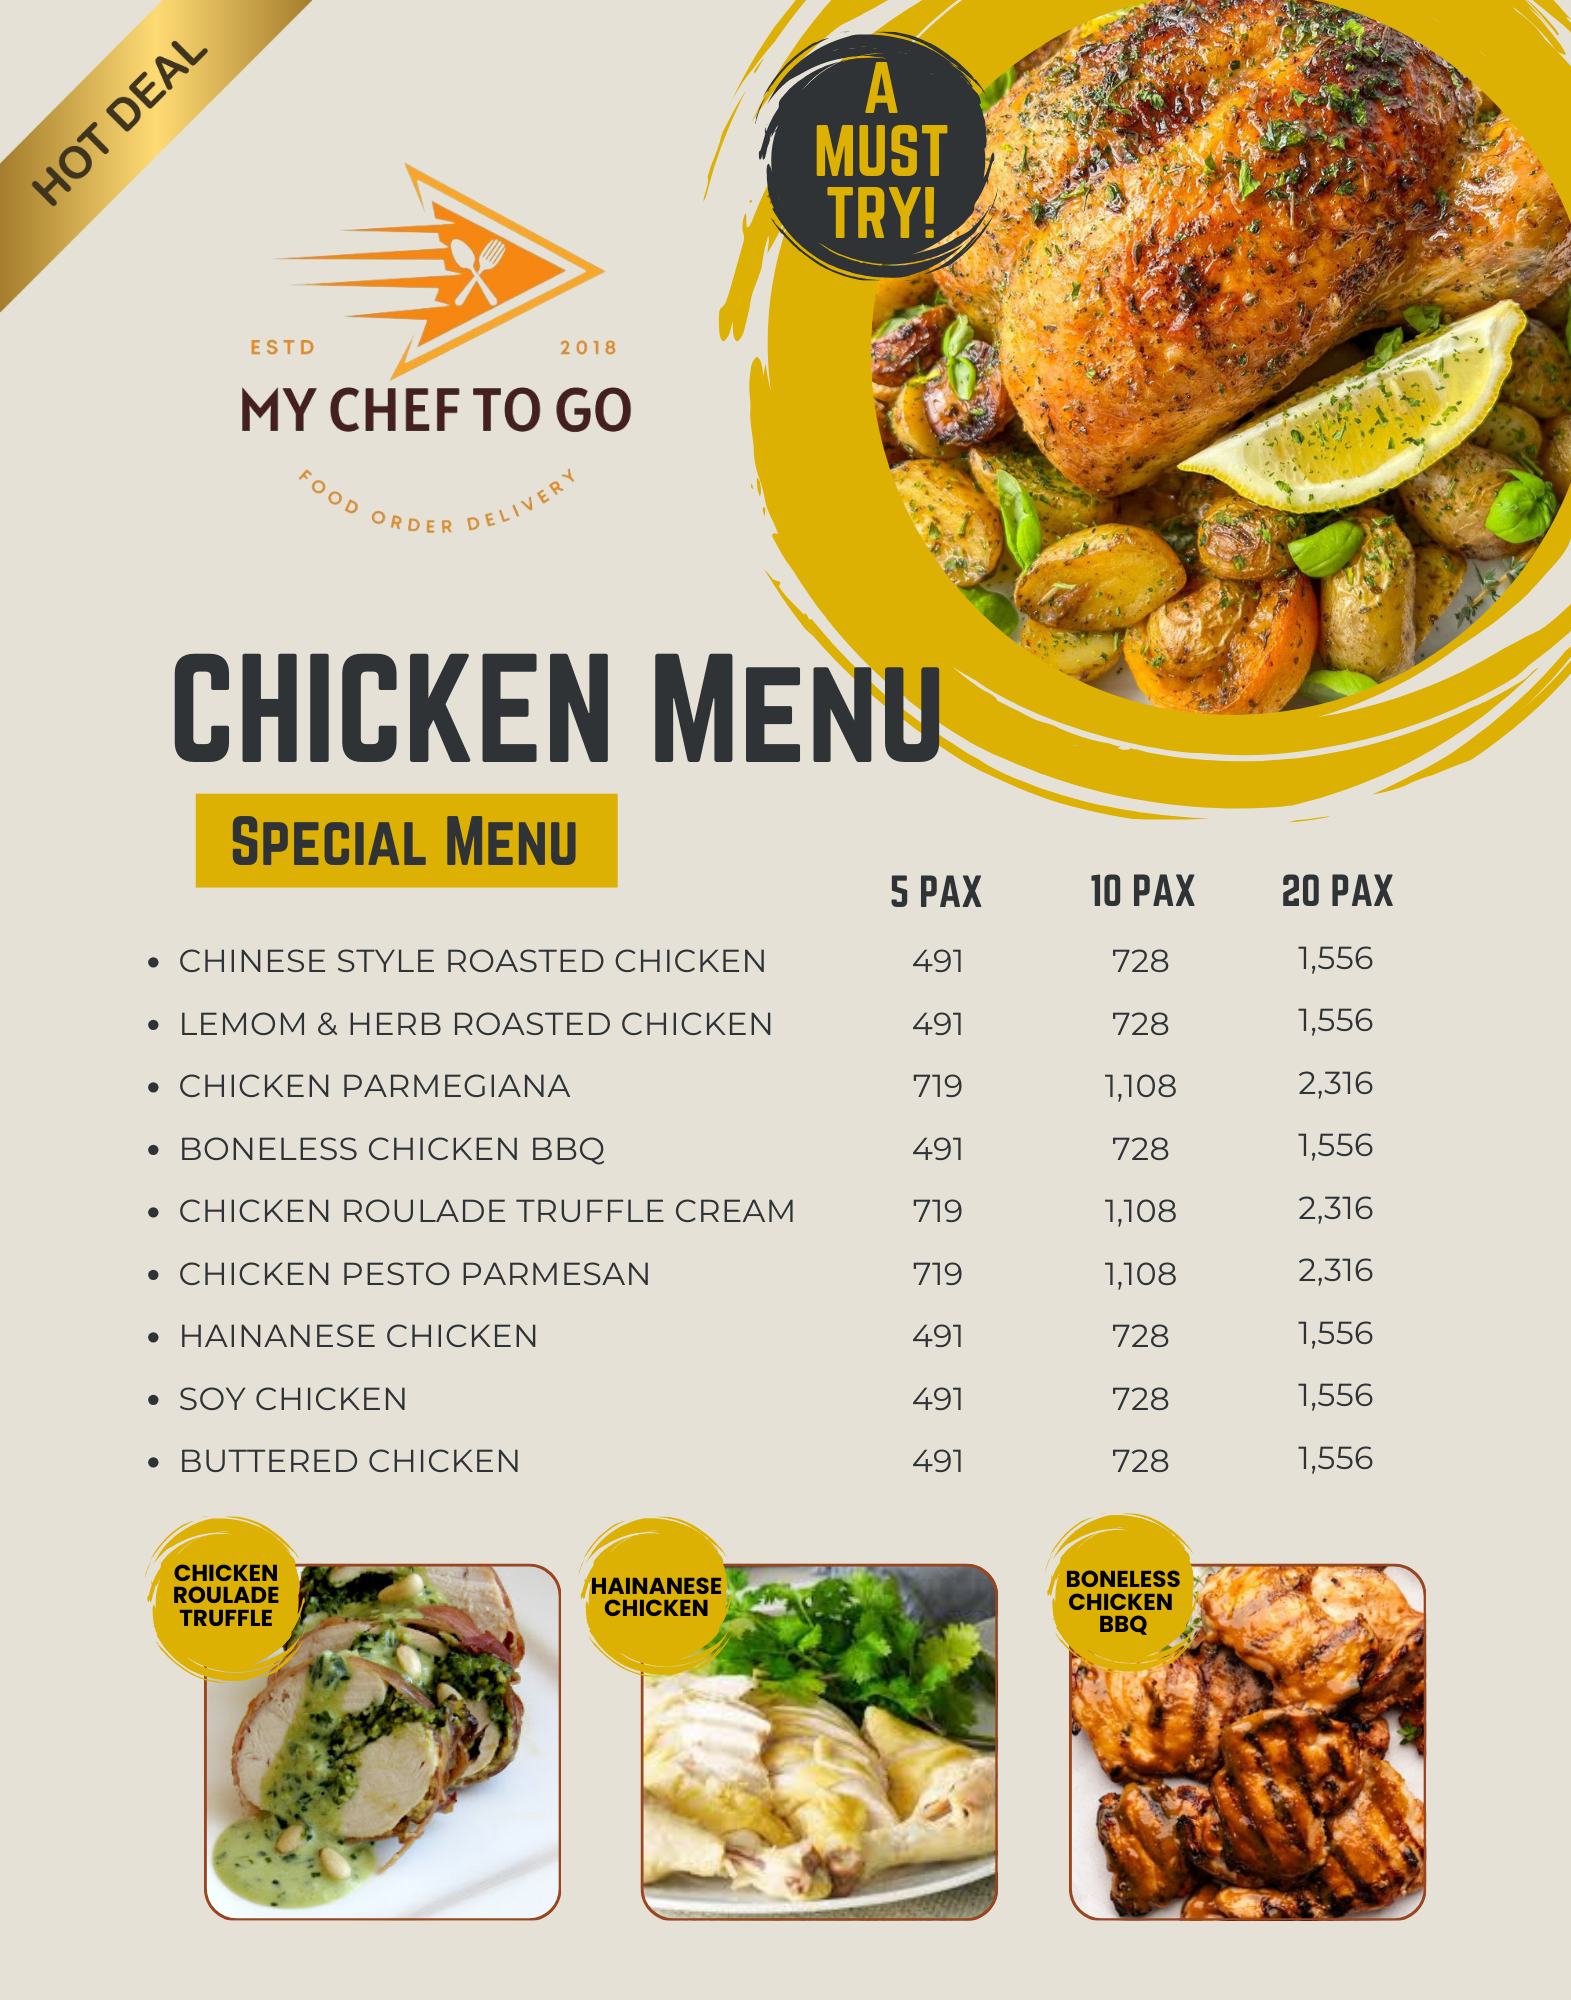 HOT DEAL
A
MUST
TRY!
ESTD 2018
MY CHEF TO GO
FOOD ORDER DELIVERY
CHICKEN MENU
SPECIAL MENU
5 PAX 10 PAX 20 PAX
• CHINESE STYLE ROASTED CHICKEN 491 728 1,556
• LEMOM & HERB ROASTED CHICKEN 491 728 1,556
• CHICKEN PARMEGIANA 719 1,108 2,316
• BONELESS CHICKEN BBQ 491 728 1,556
• CHICKEN ROULADE TRUFFLE CREAM 719 1,108 2,316
• CHICKEN PESTO PARMESAN 719 1,108 2,316
• HAINANESE CHICKEN 491 728 1,556
• SOY CHICKEN 491 728 1,556
• BUTTERED CHICKEN 491 728 1,556
CHICKEN
ROULADE
TRUFFLE
HAINANESE
CHICKEN
BONELESS
CHICKEN
BBQ